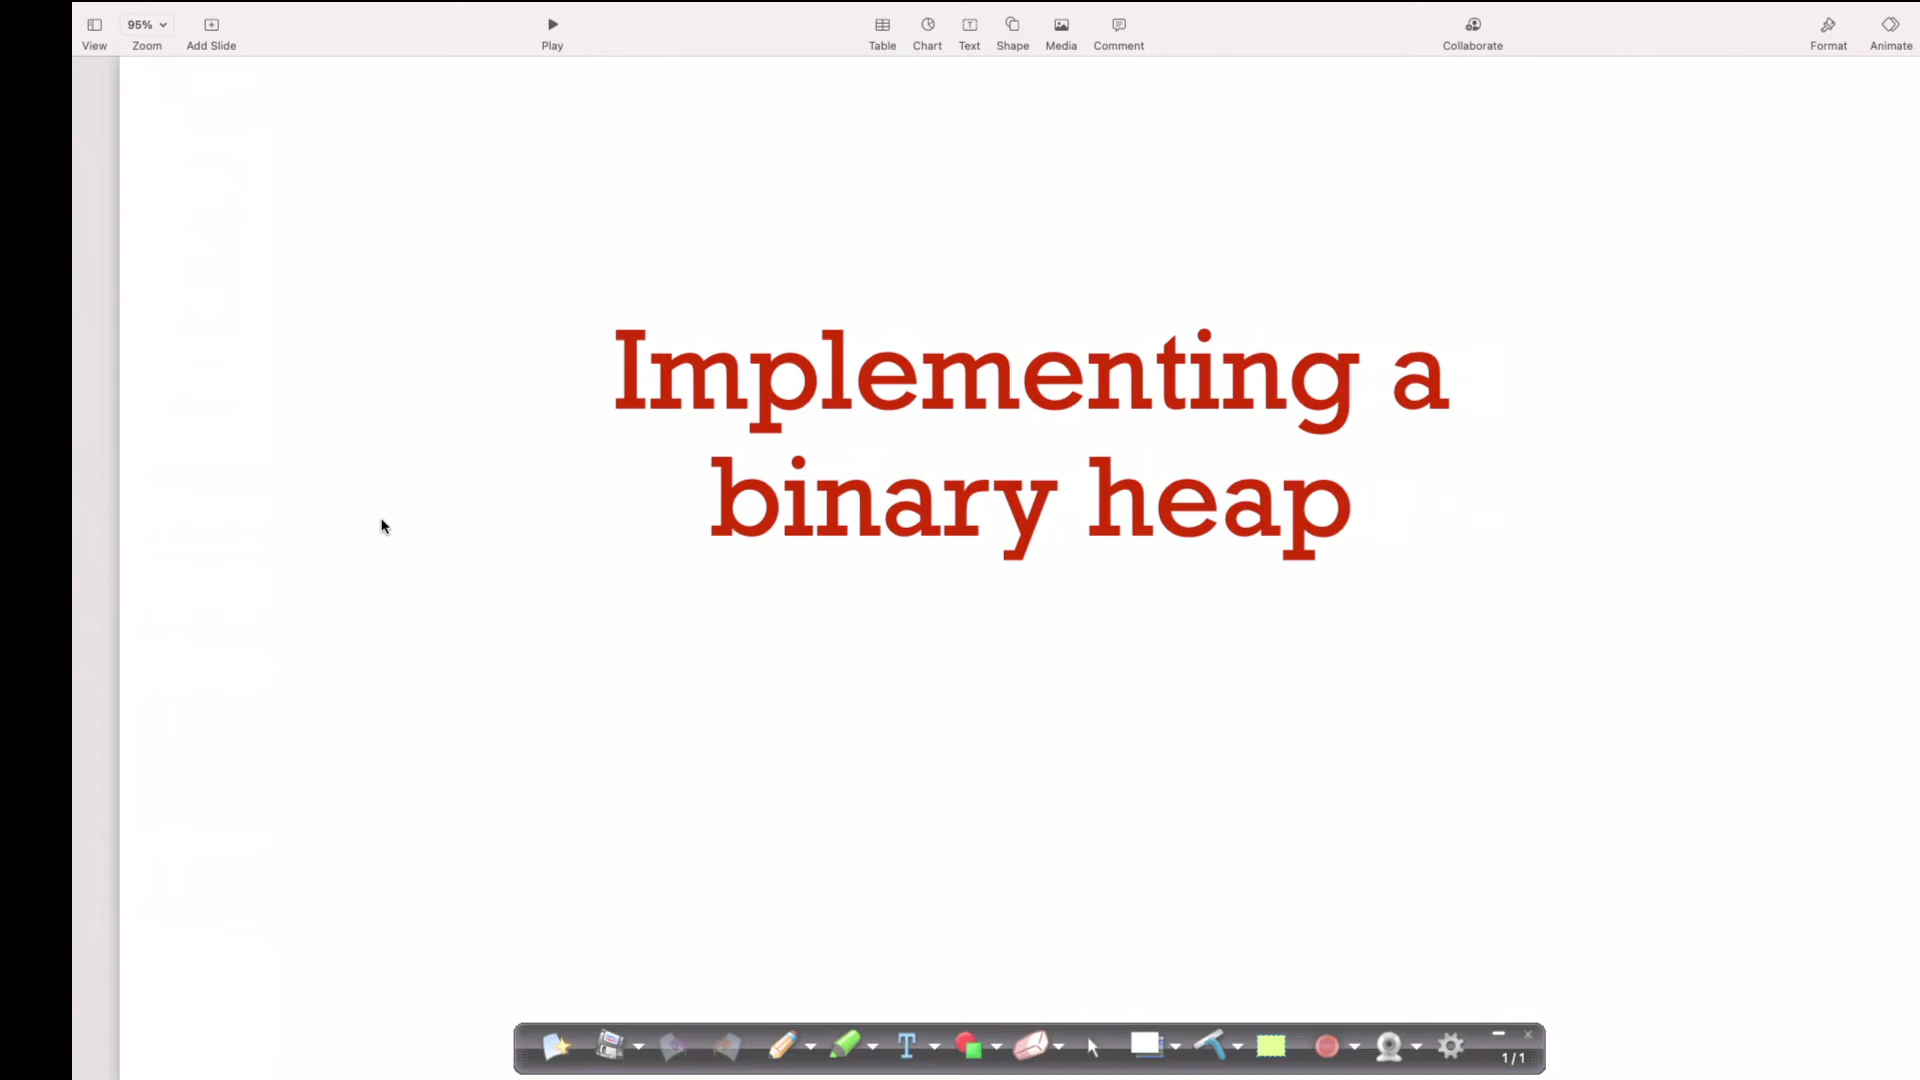 95%
View Zoom Add Slide Play Table Chart Text Shape Media Comment Collaborate Format Animate
Implementing a
binary heap
T
1/1